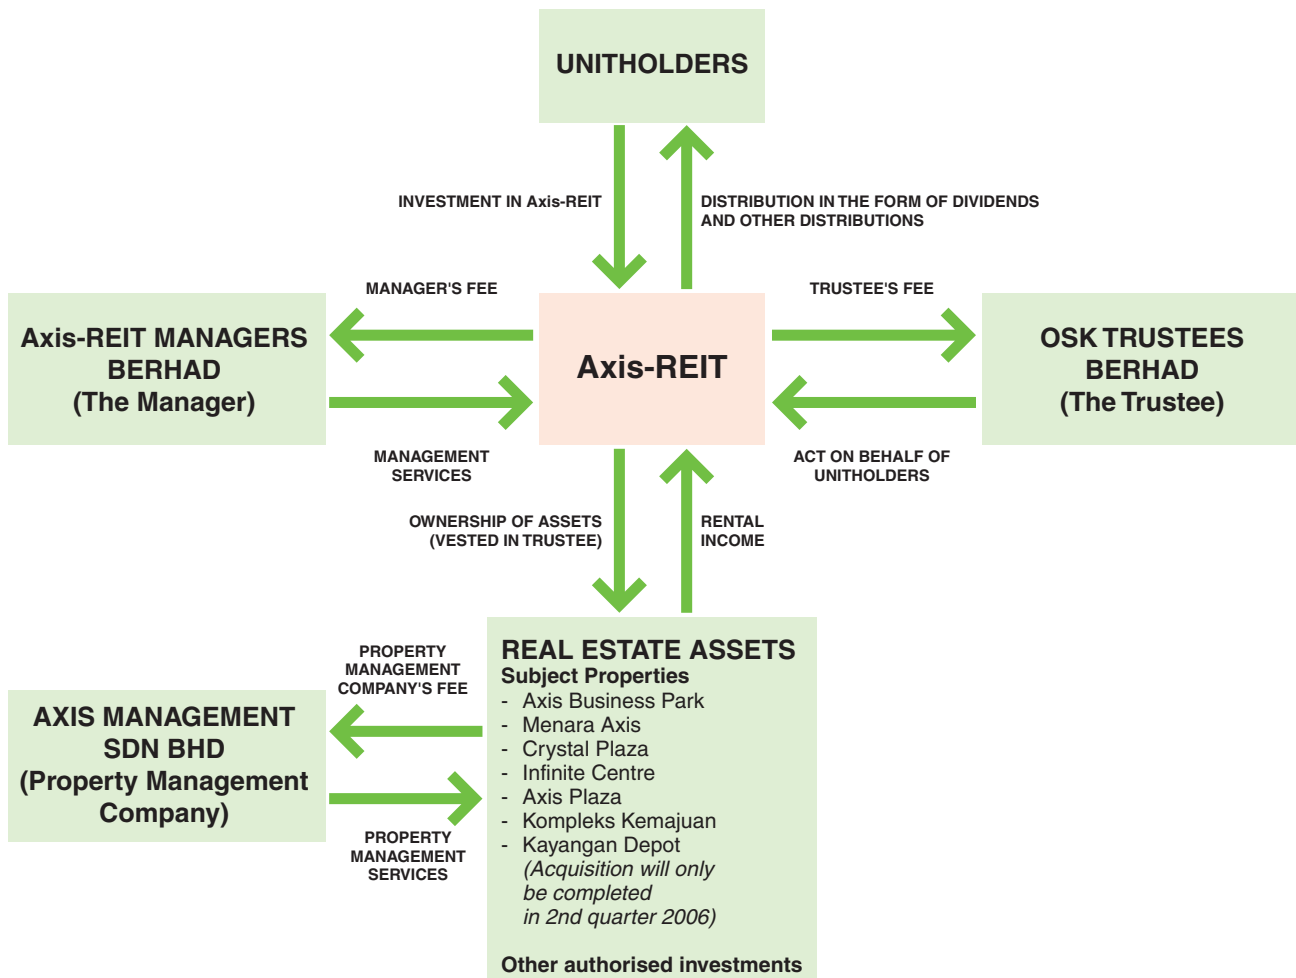 UNITHOLDERS
INVESTMENT IN Axis-REIT
DISTRIBUTION IN THE FORM OF DIVIDENDS
AND OTHER DISTRIBUTIONS
MANAGER'S FEE
TRUSTEE'S FEE
Axis-REIT MANAGERS
BERHAD
(The Manager)
Axis-REIT
OSK TRUSTEES
BERHAD
(The Trustee)
MANAGEMENT
SERVICES
ACT ON BEHALF OF
UNITHOLDERS
OWNERSHIP OF ASSETS
(VESTED IN TRUSTEE)
RENTAL
INCOME
PROPERTY
MANAGEMENT
COMPANY'S FEE
AXIS MANAGEMENT
SDN BHD
(Property Management
Company)
PROPERTY
MANAGEMENT
SERVICES
REAL ESTATE ASSETS
Subject Properties
- Axis Business Park
- Menara Axis
- Crystal Plaza
- Infinite Centre
- Axis Plaza
- Kompleks Kemajuan
- Kayangan Depot
(Acquisition will only
be completed
in 2nd quarter 2006)
Other authorised investments